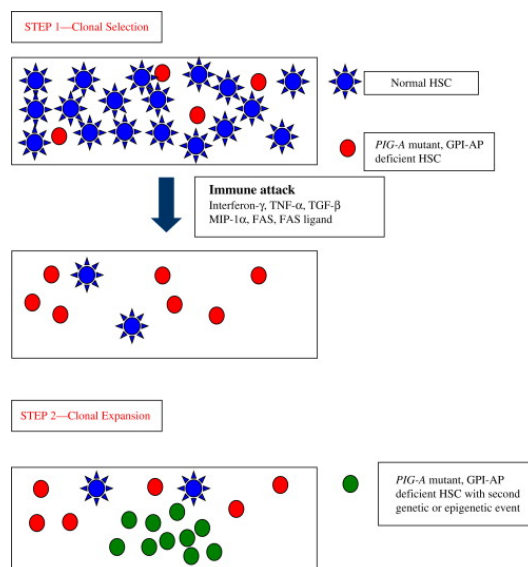 STEP 1—Clonal Selection
Normal HSC
PIG-A mutant, GPI-AP
deficient HSC
Immune attack
Interferon-γ, TNF-α, TGF-β
MIP-1α, FAS, FAS ligand
STEP 2—Clonal Expansion
PIG-A mutant, GPI-AP
deficient HSC with second
genetic or epigenetic event